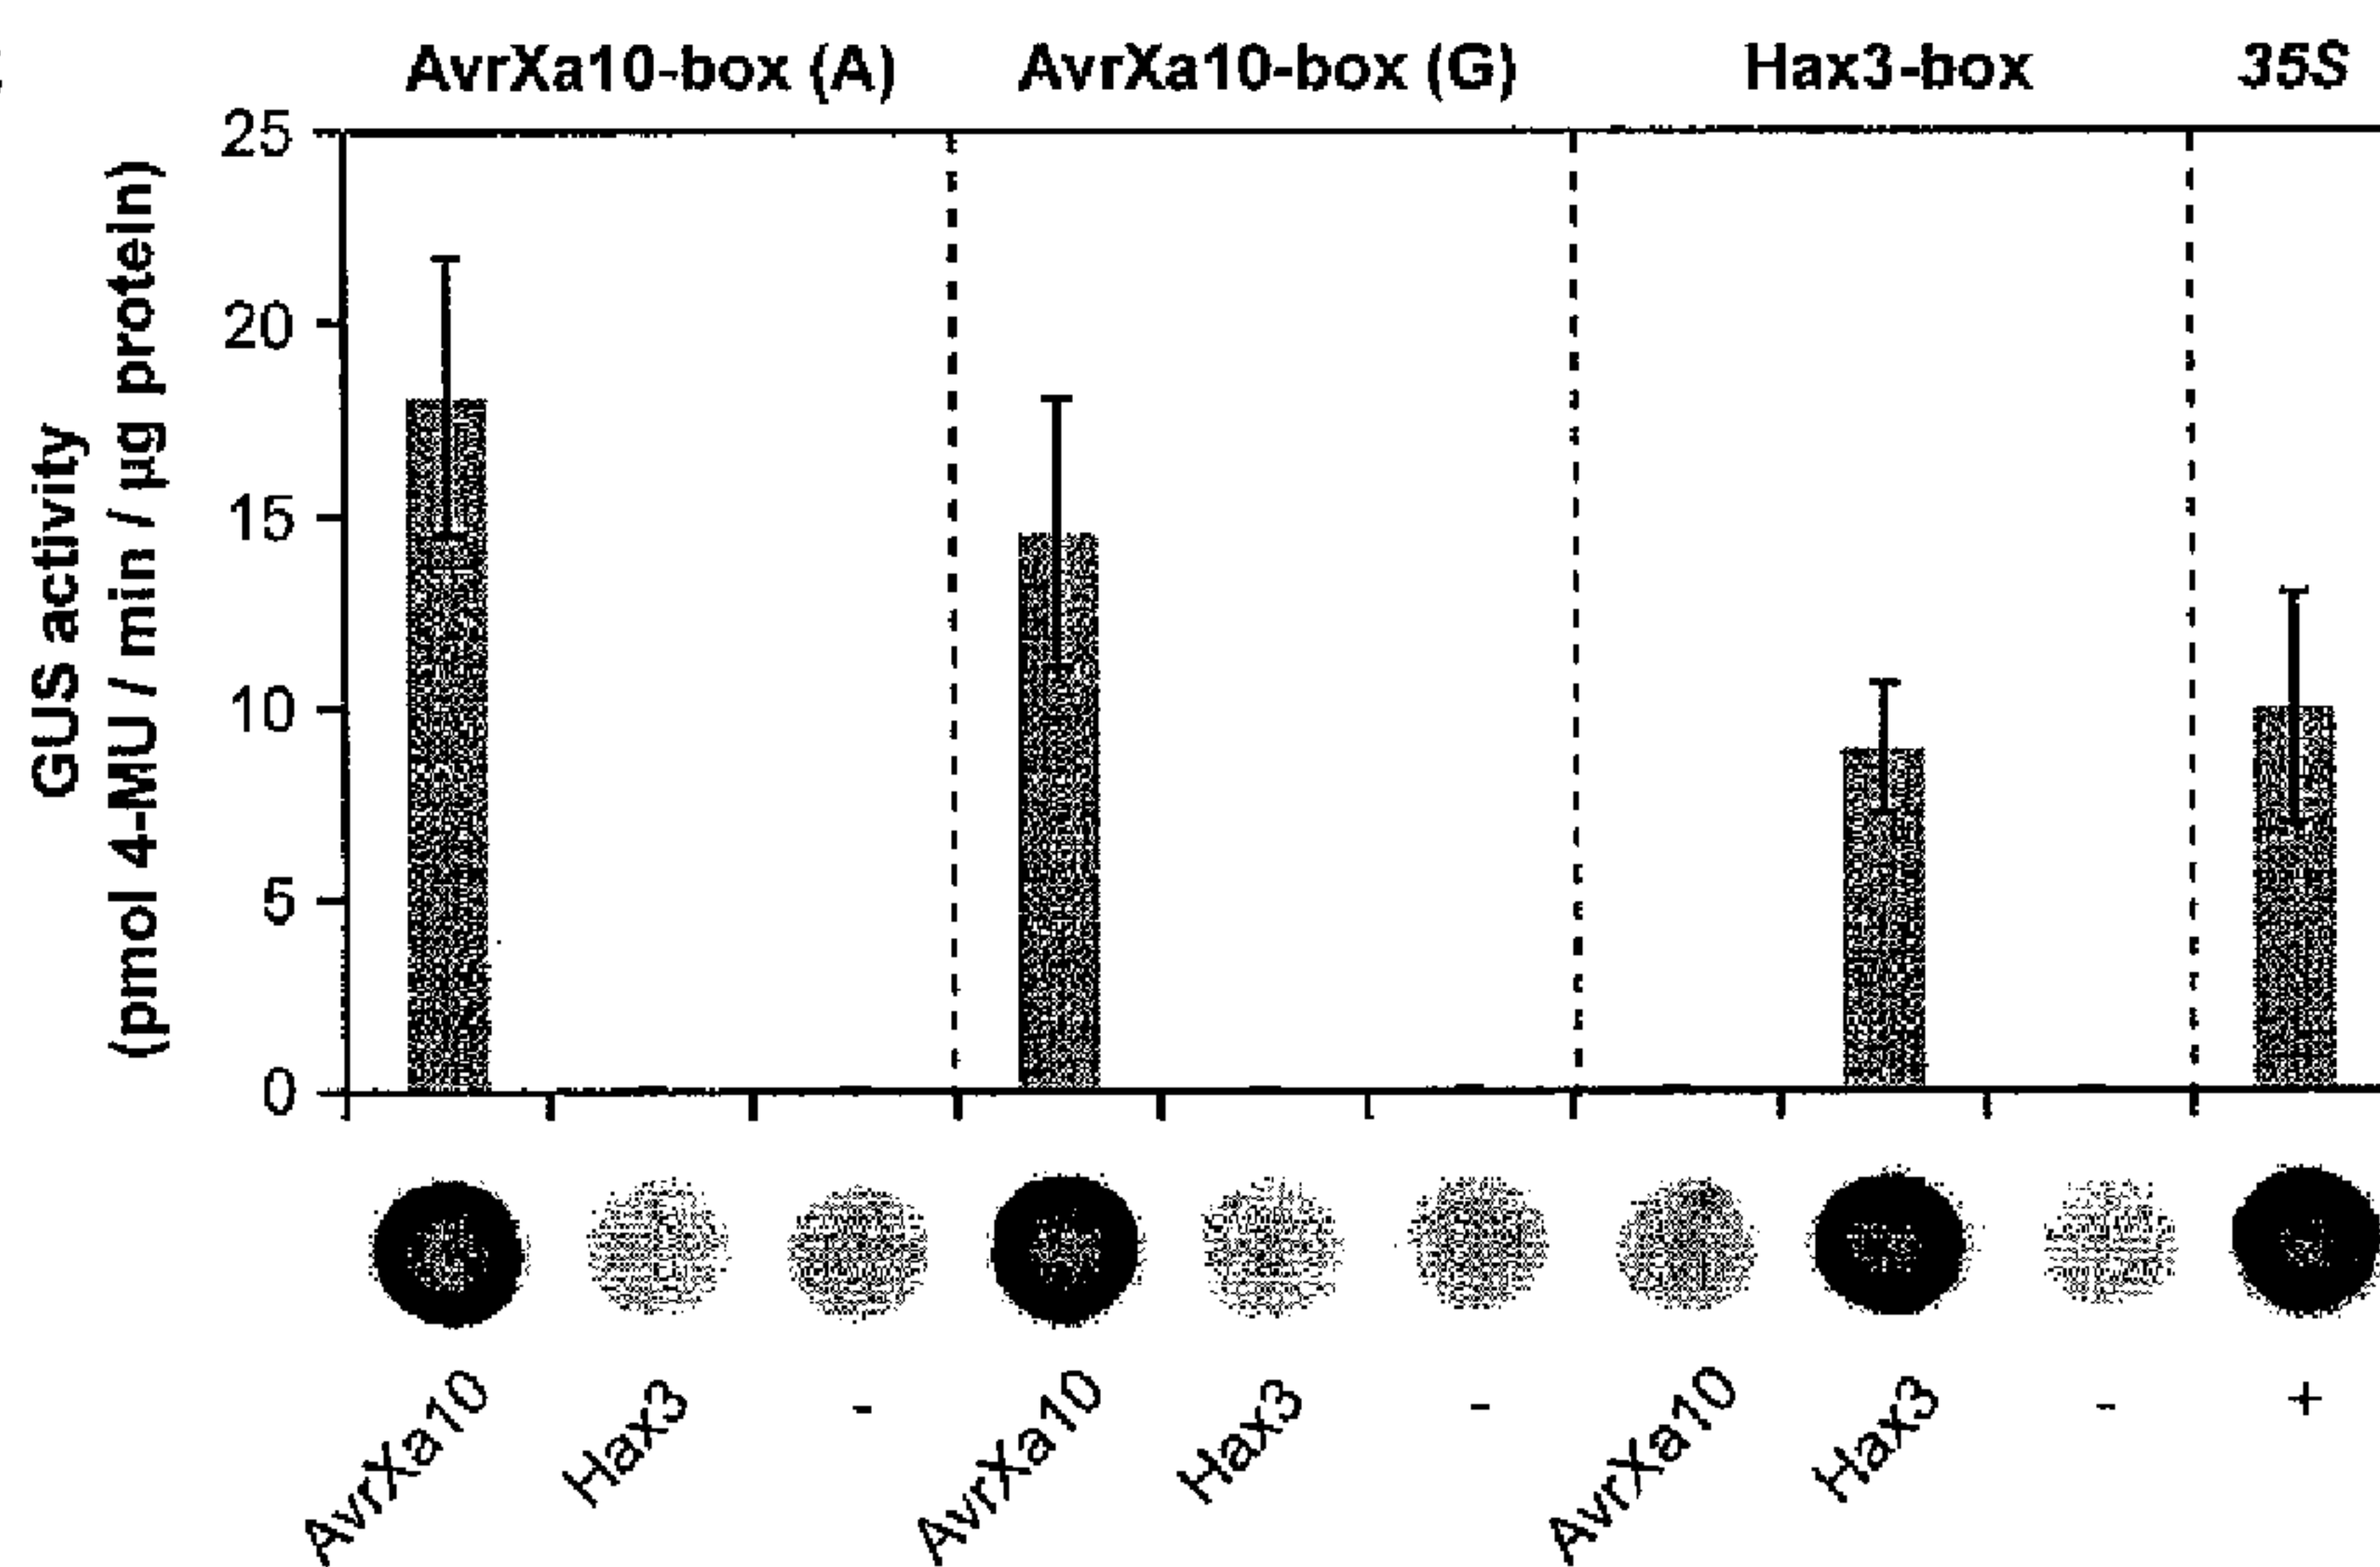 AvrXa10-box (A) AvrXa10-box (G) Hax3-box 35S
GUS activity
(pmol 4-MU / min / µg protein)
25
20
15
10
5
0
AvrXa10 Hax3 - AvrXa10 Hax3 - AvrXa10 Hax3 - +